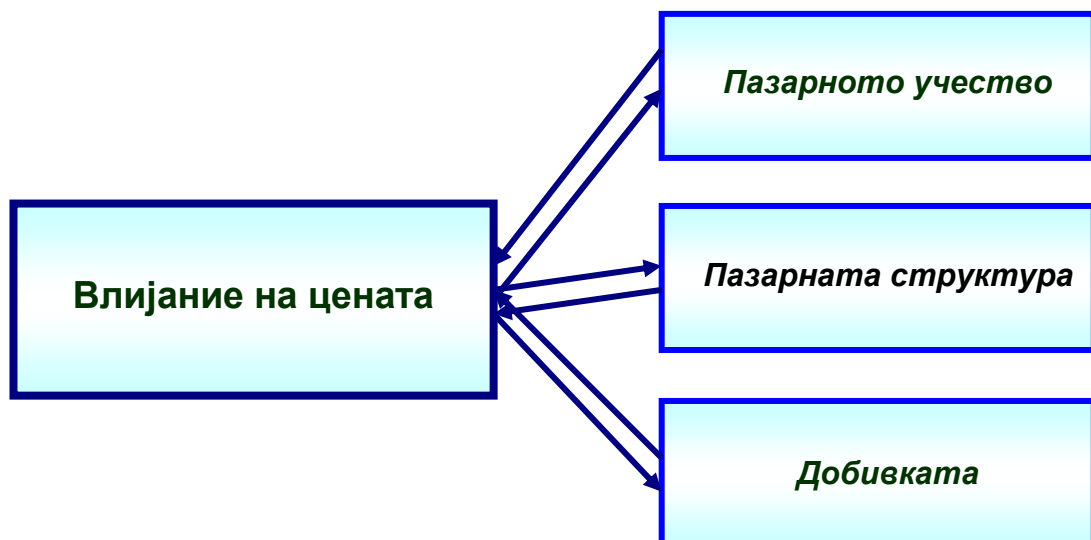 Пазарното учество
Влијание на цената
Пазарната структура
Добивката